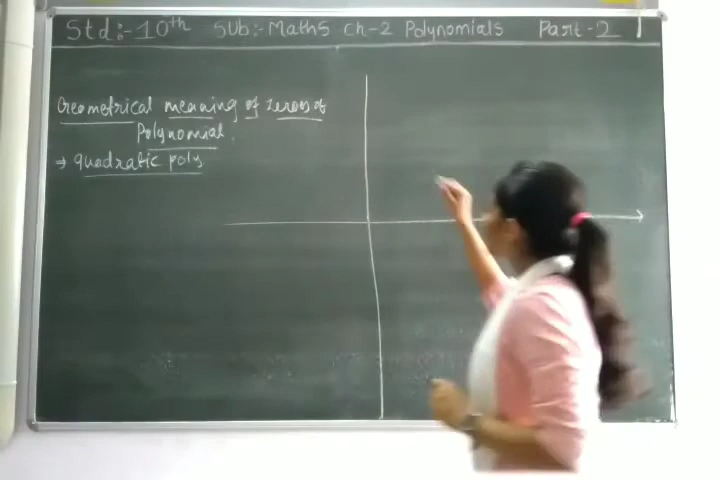 Std:- 10th Sub:- Maths Ch-2 Polynomials Part-2
Geometrical meaning of zeroes of
Polynomial.
→ quadratic poly